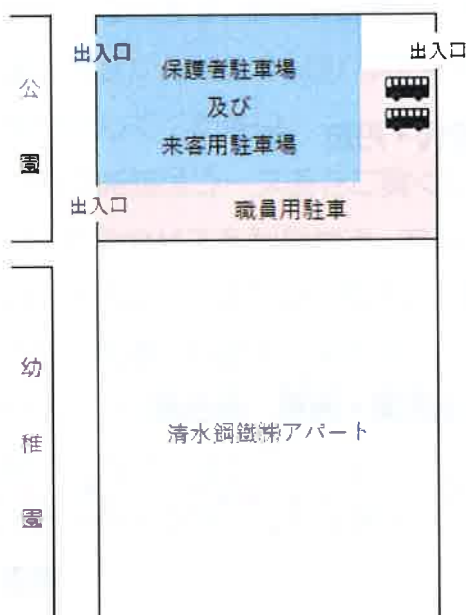 出入口
保護者駐車場
及び
来客用駐車場
出入口
公園
出入口
職員用駐車
幼稚園
清水鋼鐵㈱アパート